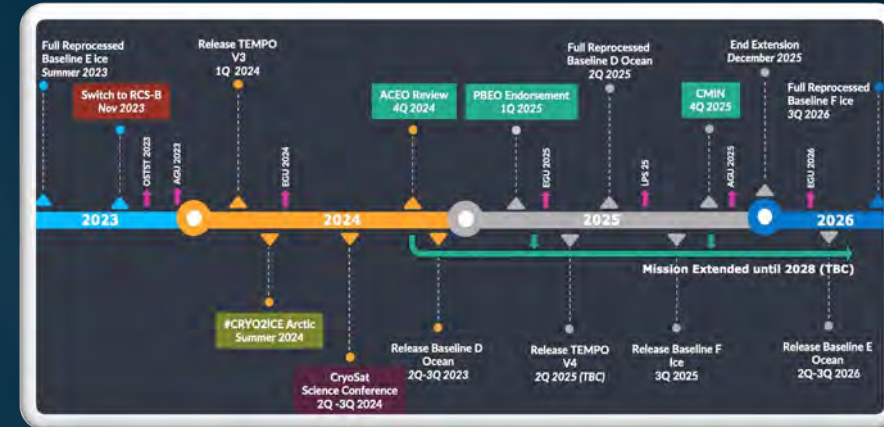 Full Reprocessed
Baseline E Ice
Summer 2023
Switch to RCS-B
Nov 2023
OSTST 2023
AGU 2023
Release TEMPO
V3
1Q 2024
EGU 2024
ACEO Review
4Q 2024
PBEO Endorsement
1Q 2025
EGU 2025
Full Reprocessed
Baseline D Ocean
2Q 2025
LPS 25
CMIN
4Q 2025
AGU 2025
End Extension
December 2025
EGU 2026
Full Reprocessed
Baseline F Ice
3Q 2026
2023
2024
2025
2026
Mission Extended until 2028 (TBC)
#CRYO2ICE Arctic
Summer 2024
CryoSat
Science Conference
2Q -3Q 2024
Release Baseline D
Ocean
2Q-3Q 2023
Release TEMPO
V4
2Q 2025 (TBC)
Release Baseline F
Ice
3Q 2025
Release Baseline E
Ocean
2Q-3Q 2026